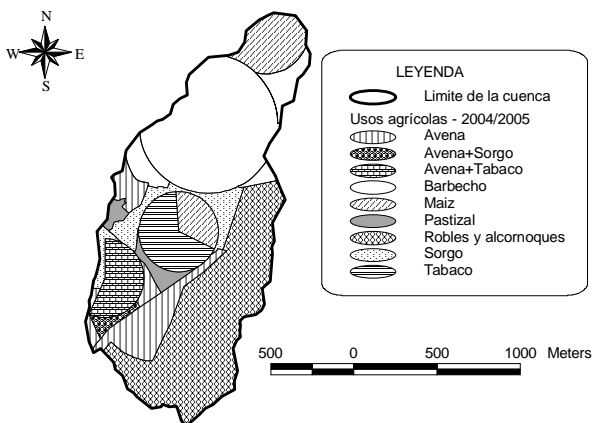 N
W E
S
LEYENDA
Limite de la cuenca
Usos agrícolas - 2004/2005
Avena
Avena+Sorgo
Avena+Tabaco
Barbecho
Maiz
Pastizal
Robles y alcornoques
Sorgo
Tabaco
500 0 500 1000 Meters